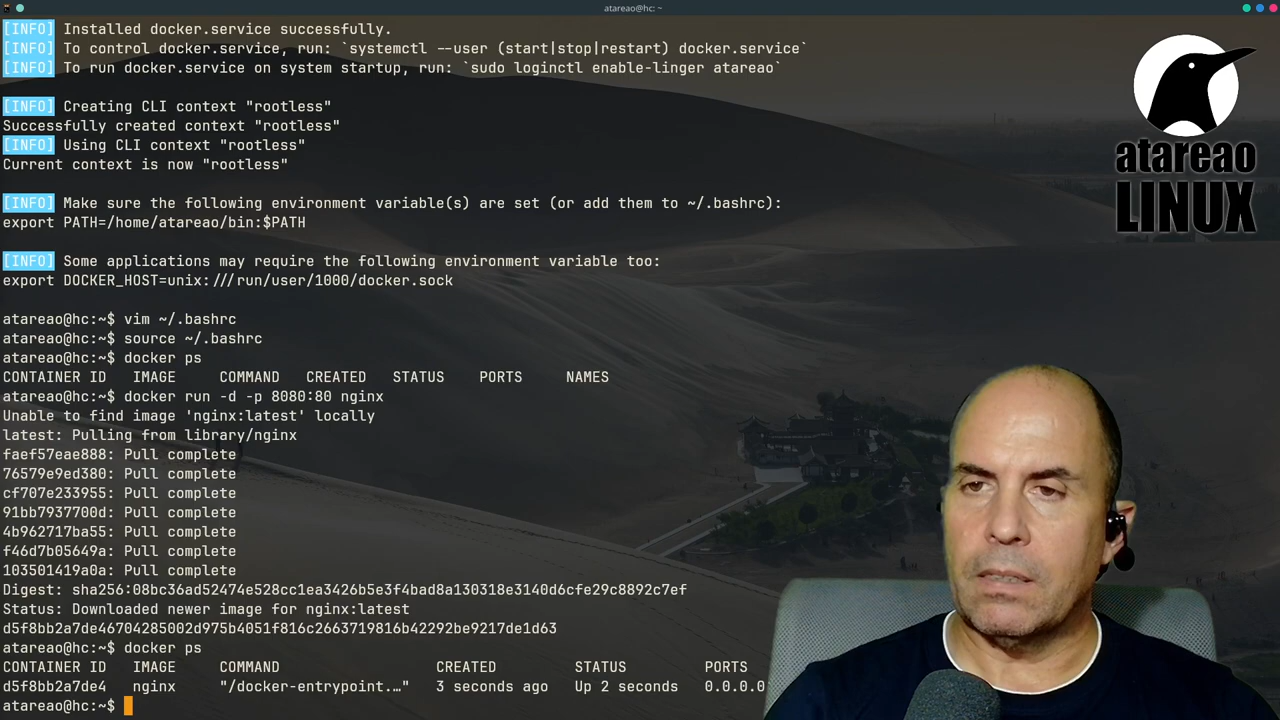 atareao@hc: ~
[INFO] Installed docker.service successfully.
[INFO] To control docker.service, run: `systemctl --user (start|stop|restart) docker.service`
[INFO] To run docker.service on system startup, run: `sudo loginctl enable-linger atareao`
[INFO] Creating CLI context "rootless"
Successfully created context "rootless"
[INFO] Using CLI context "rootless"
Current context is now "rootless"
[INFO] Make sure the following environment variable(s) are set (or add them to ~/.bashrc):
export PATH=/home/atareao/bin:$PATH
[INFO] Some applications may require the following environment variable too:
export DOCKER_HOST=unix:///run/user/1000/docker.sock
atareao@hc:~$ vim ~/.bashrc
atareao@hc:~$ source ~/.bashrc
atareao@hc:~$ docker ps
CONTAINER ID IMAGE COMMAND CREATED STATUS PORTS NAMES
atareao@hc:~$ docker run -d -p 8080:80 nginx
Unable to find image 'nginx:latest' locally
latest: Pulling from library/nginx
faef57eae888: Pull complete
76579e9ed380: Pull complete
cf707e233955: Pull complete
91bb7937700d: Pull complete
4b962717ba55: Pull complete
f46d7b05649a: Pull complete
103501419a0a: Pull complete
Digest: sha256:08bc36ad52474e528cc1ea3426b5e3f4bad8a130318e3140d6cfe29c8892c7ef
Status: Downloaded newer image for nginx:latest
d5f8bb2a7de46704285002d975b4051f816c2663719816b42292be9217de1d63
atareao@hc:~$ docker ps
CONTAINER ID IMAGE COMMAND CREATED STATUS PORTS
d5f8bb2a7de4 nginx "/docker-entrypoint.…" 3 seconds ago Up 2 seconds 0.0.0.0
atareao@hc:~$
atareao
LINUX